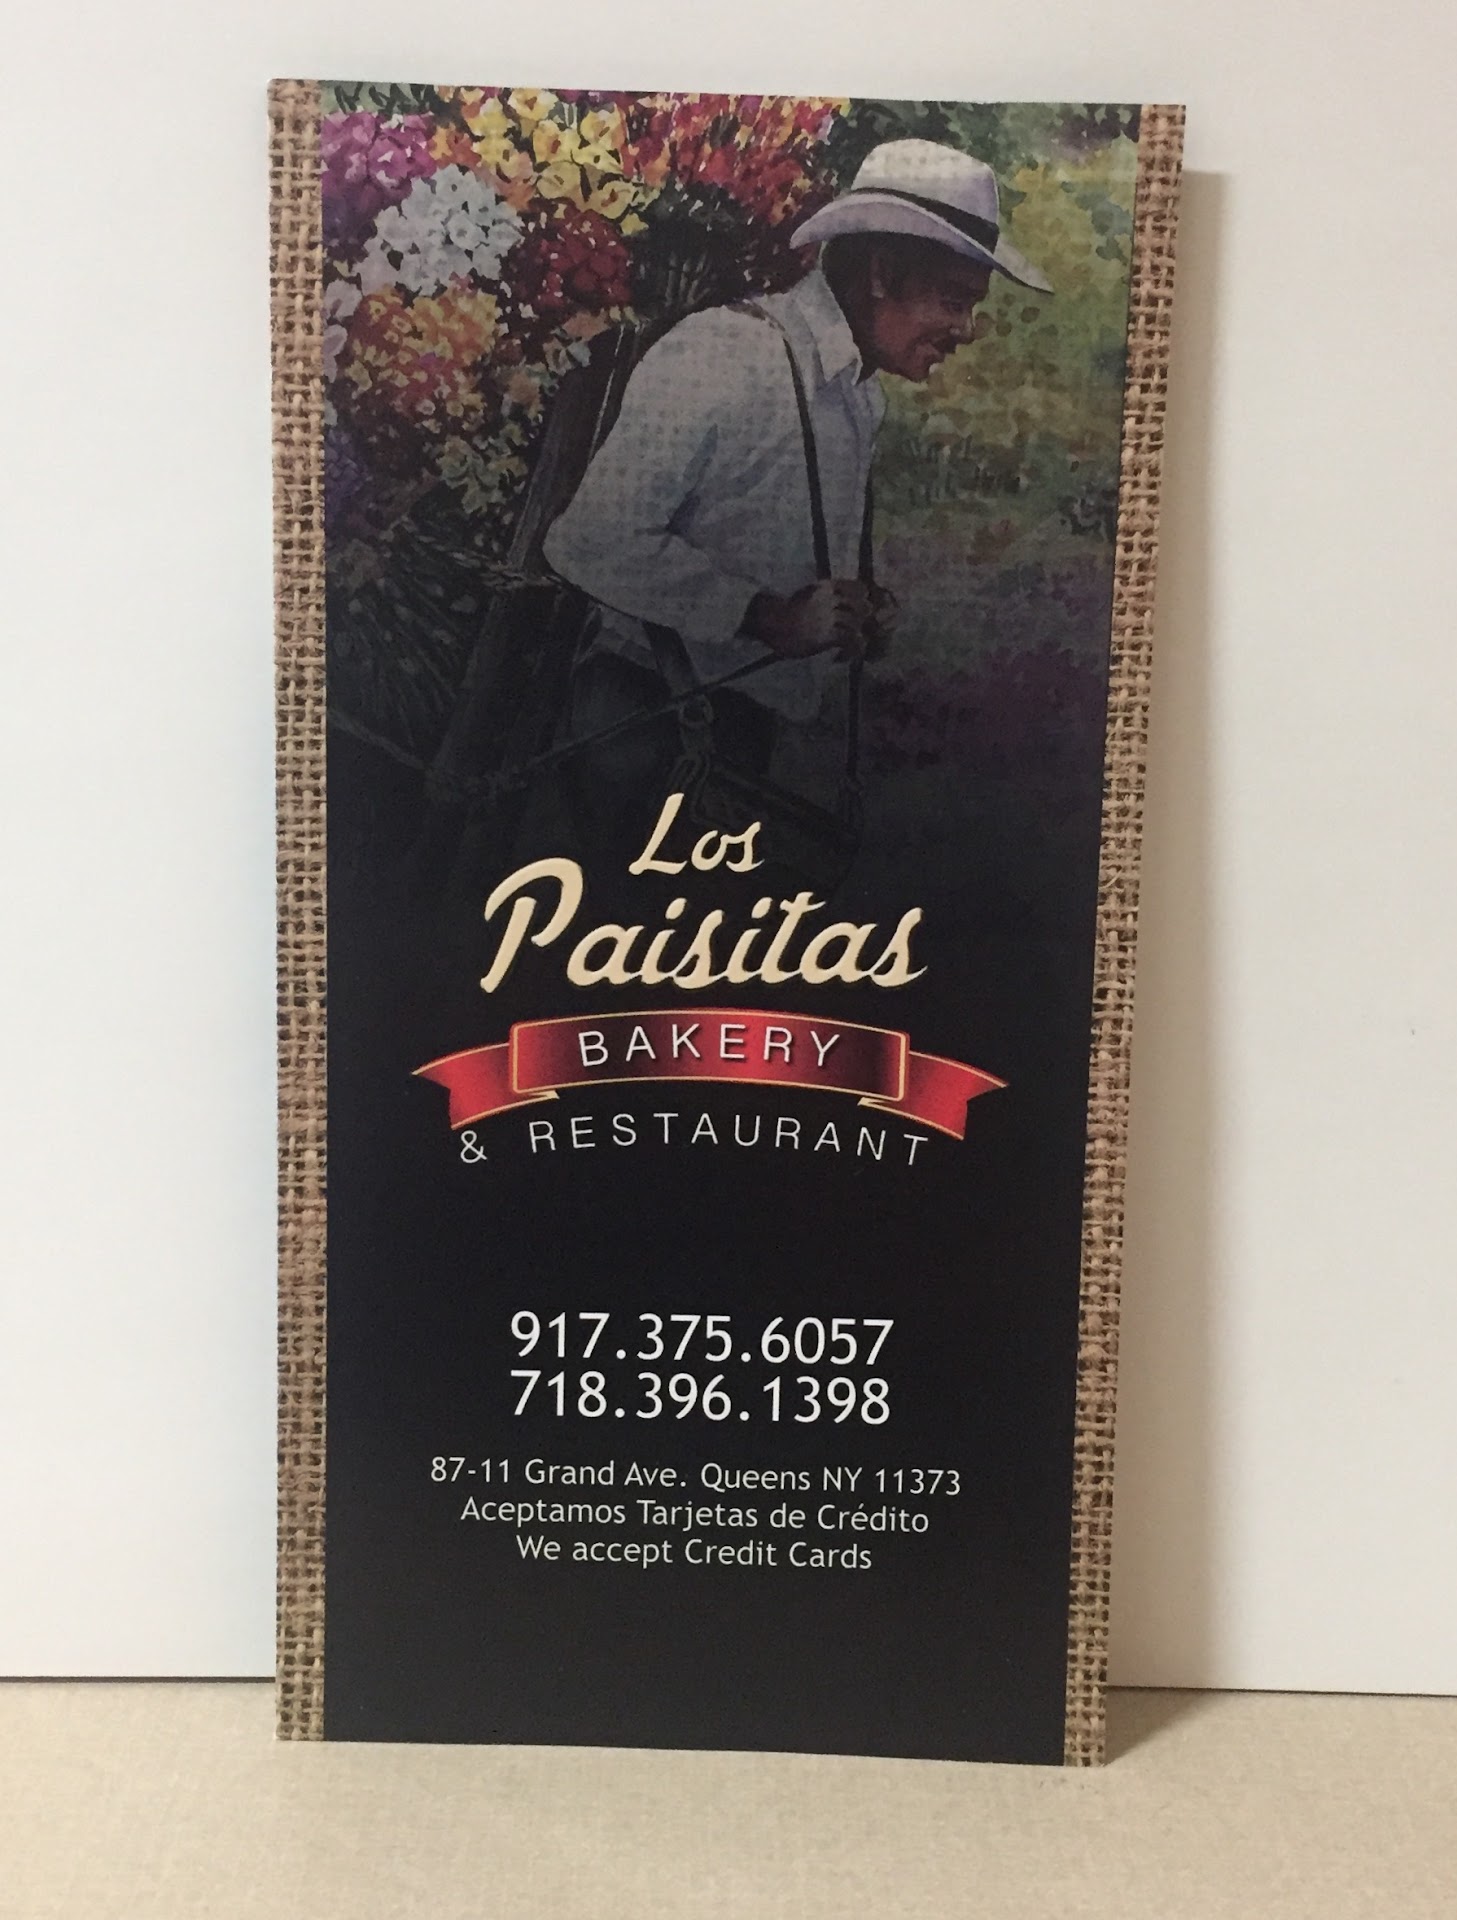 Los
Paisitas
BAKERY
& RESTAURANT
917.375.6057
718.396.1398
87-11 Grand Ave. Queens NY 11373
Aceptamos Tarjetas de Crédito
We accept Credit Cards